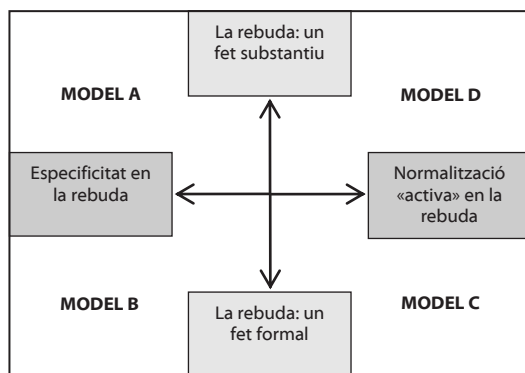 La rebuda: un
fet substantiu
MODEL A
MODEL D
Especificitat en
la rebuda
Normalització
«activa» en la
rebuda
MODEL B
La rebuda: un
fet formal
MODEL C